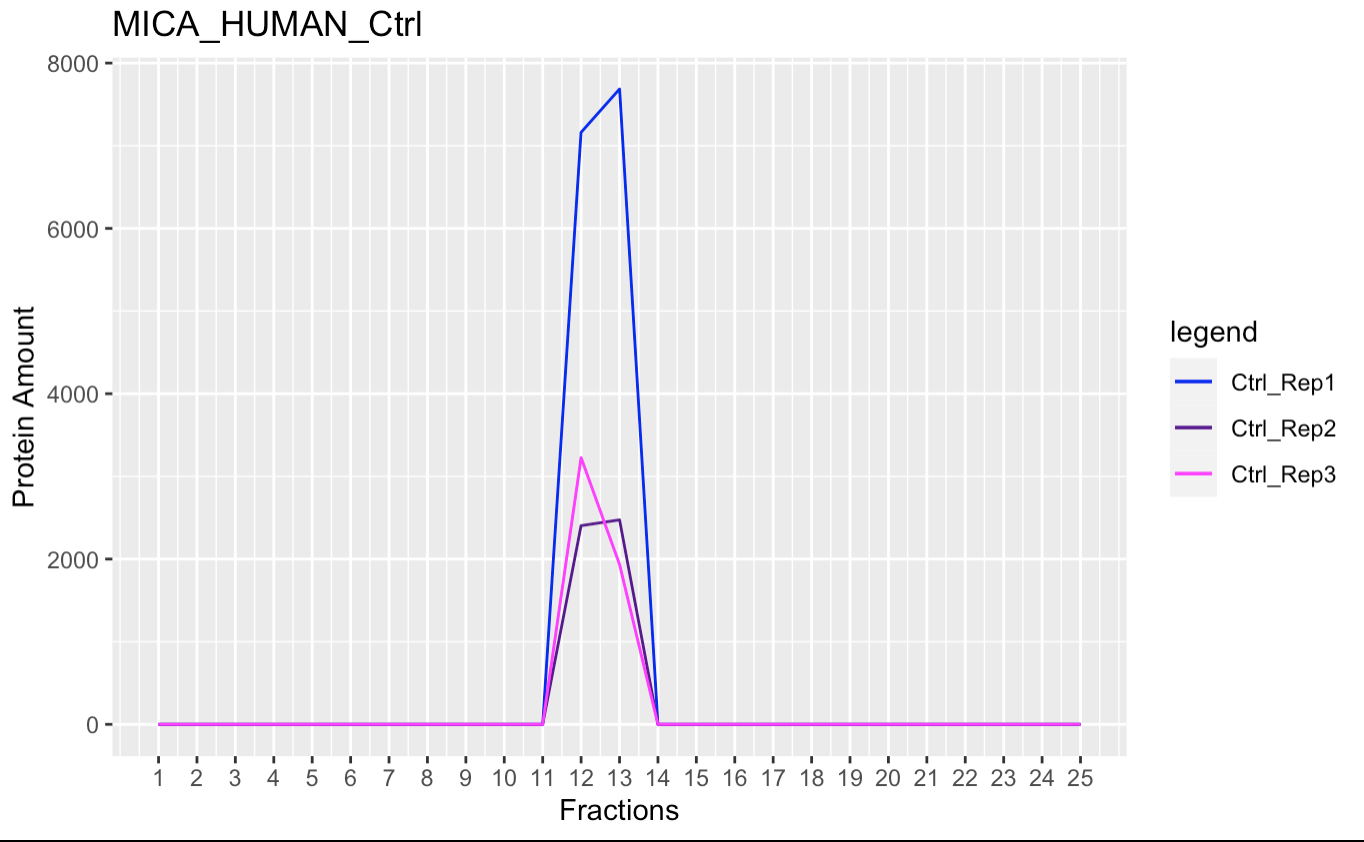 MICA_HUMAN_Ctrl
8000
6000
4000
2000
0
Protein Amount
1 2 3 4 5 6 7 8 9 10 11 12 13 14 15 16 17 18 19 20 21 22 23 24 25
Fractions
legend
Ctrl_Rep1
Ctrl_Rep2
Ctrl_Rep3